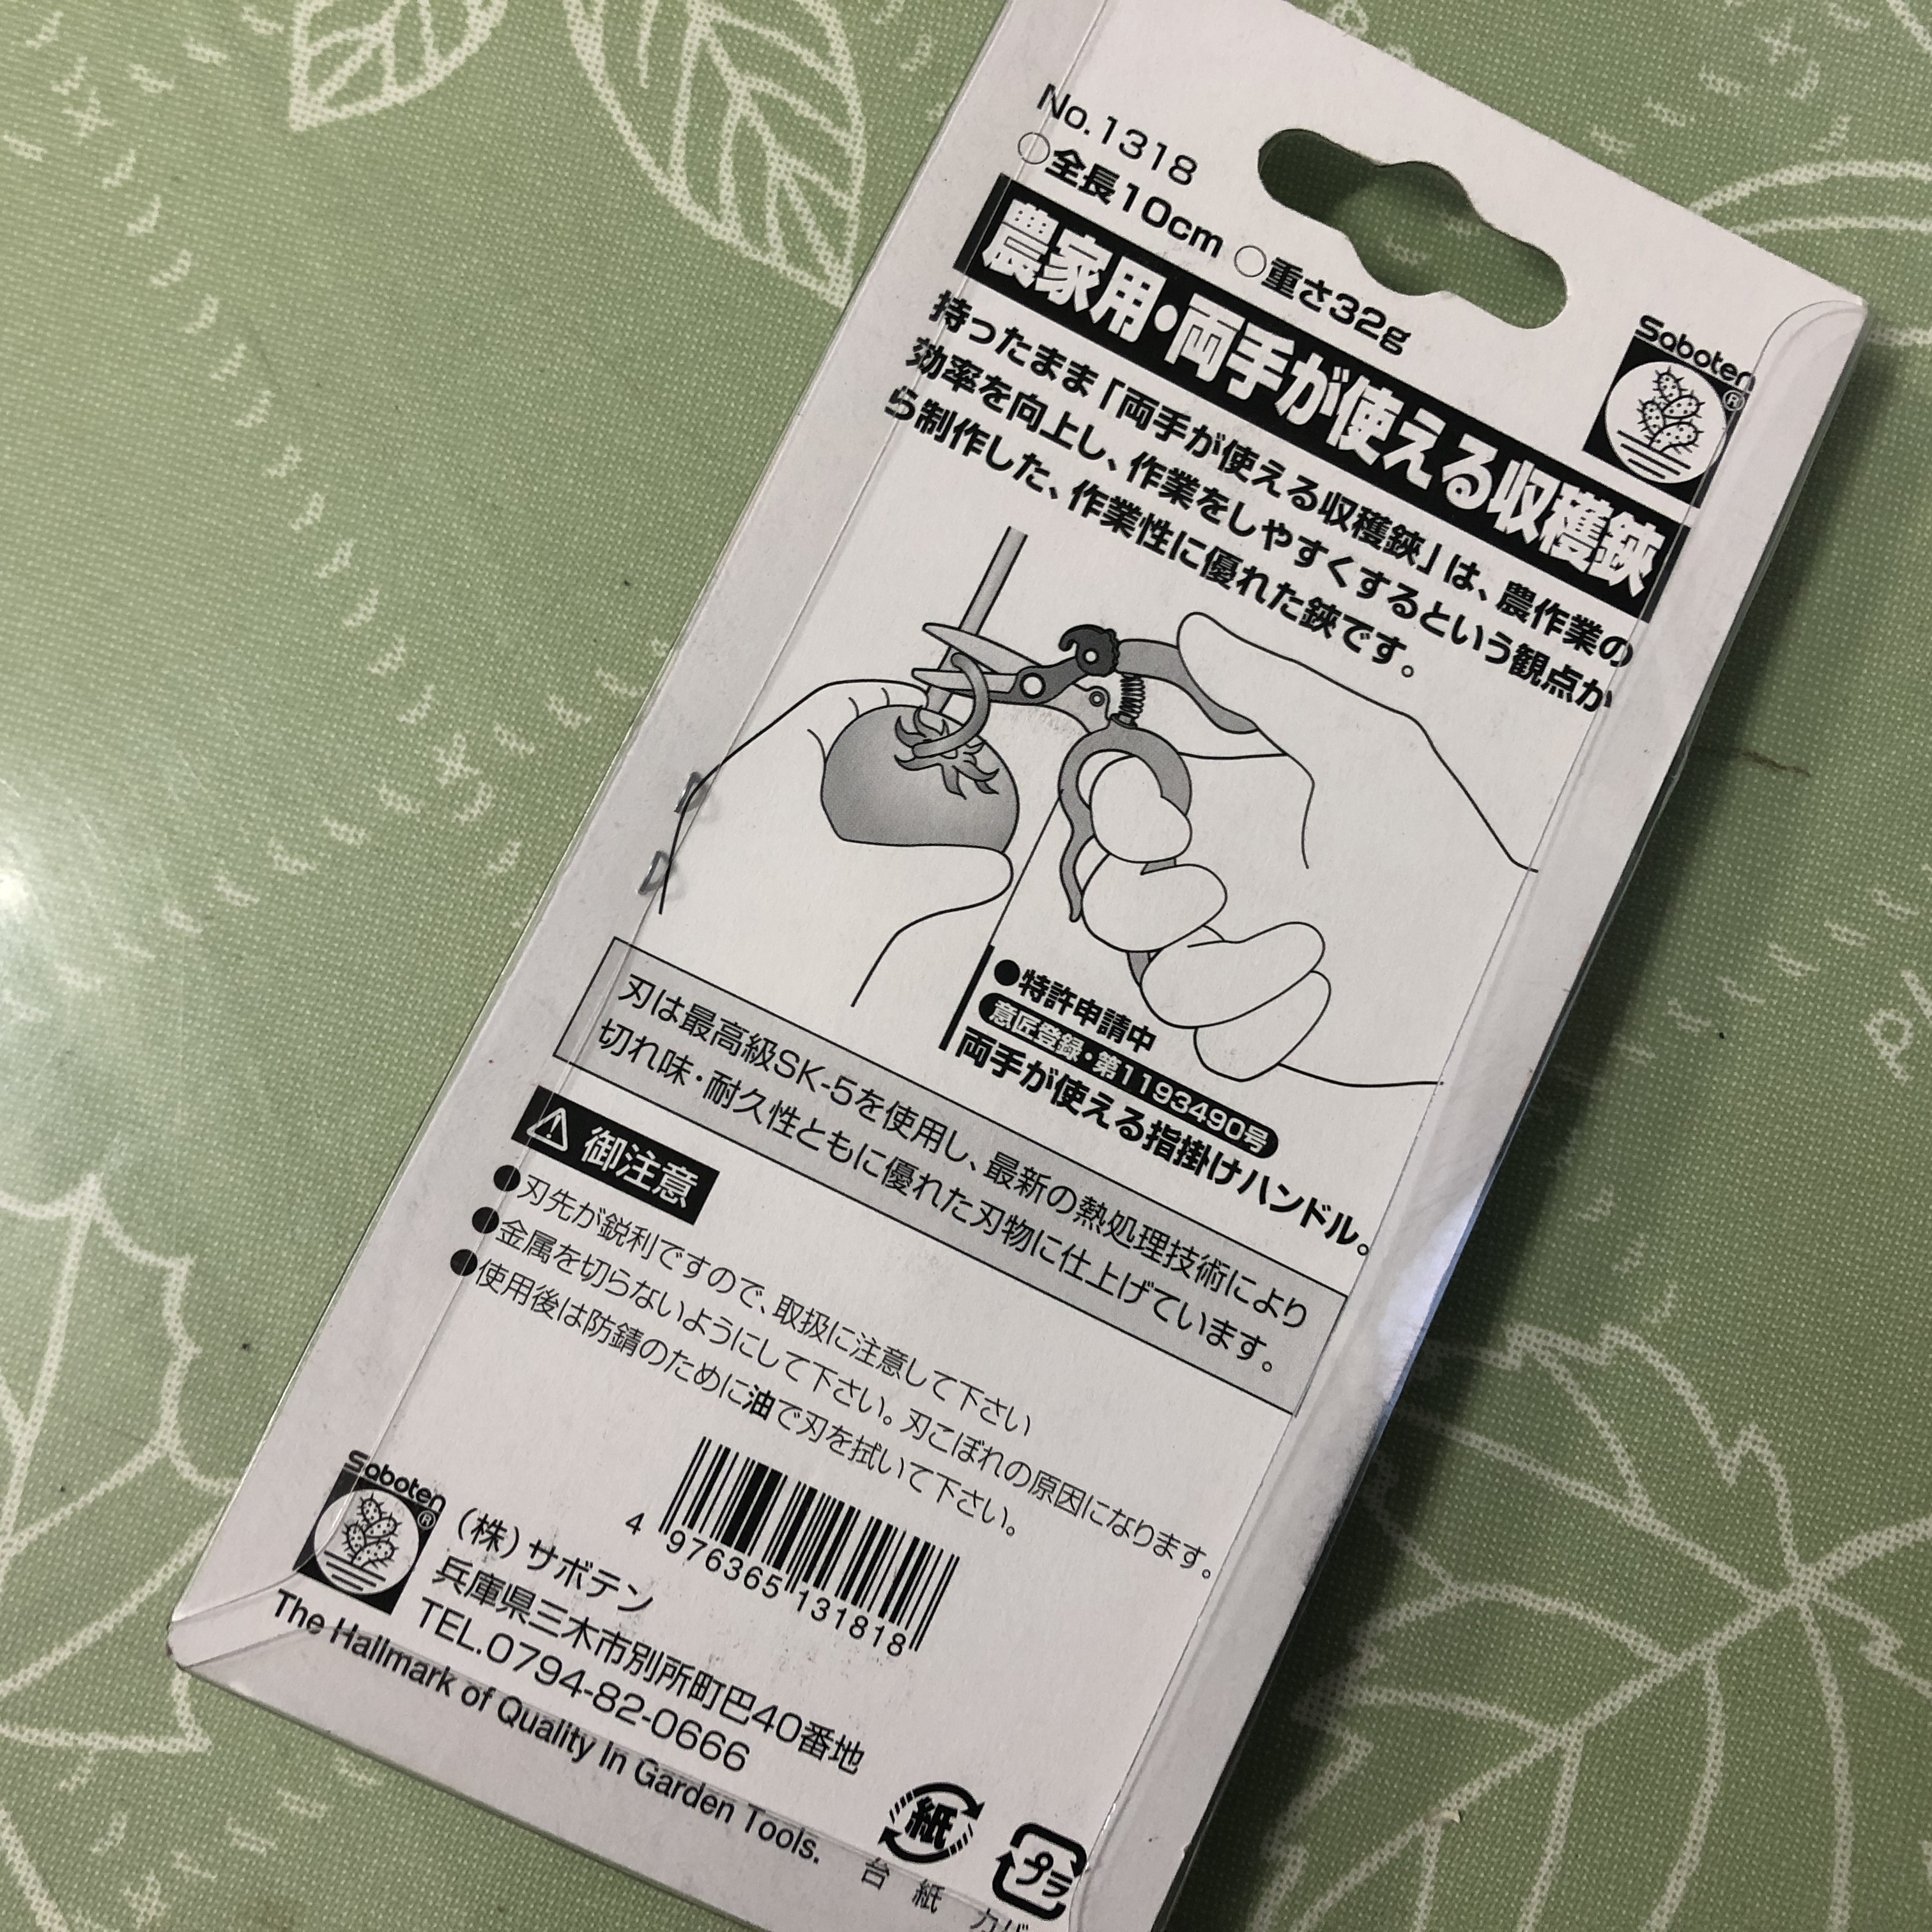 No.1318
○全長10cm ○重さ32g
Saboten®
農家用・両手が使える収穫鋏
持ったまま「両手が使える収穫鋏」は、農作業の
効率を向上し、作業をしやすくするという観点か
ら制作した、作業性に優れた鋏です。
●特許申請中
意匠登録・第1193490号
両手が使える指掛けハンドル。
刃は最高級SK-5を使用し、最新の熱処理技術により
切れ味・耐久性ともに優れた刃物に仕上げています。
御注意
●刃先が鋭利ですので、取扱に注意して下さい
●金属を切らないようにして下さい。刃こぼれの原因になります。
●使用後は防錆のために油で刃を拭いて下さい。
4 976365 131818
Saboten®
(株)サボテン
兵庫県三木市別所町巴40番地
TEL.0794-82-0666
The Hallmark of Quality In Garden Tools.
紙
プラ
台紙